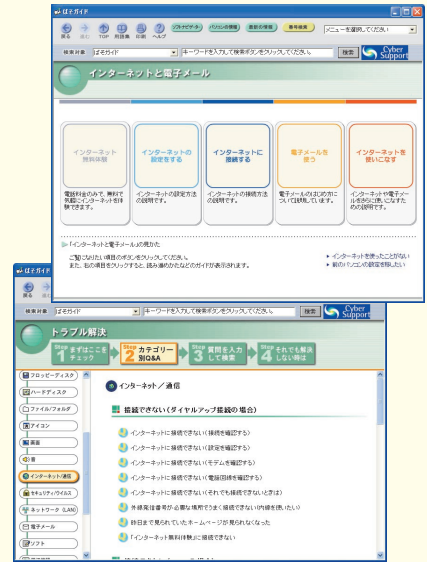 ぱそガイド
戻る 進む TOP 用語集 印刷 ヘルプ
ソフトナビゲーター パソコンの情報 最新の情報 番号検索 メニューを選択してください
検索対象 ぱそガイド キーワードを入力して検索ボタンをクリックしてください。 検索 Cyber Support
インターネットと電子メール
インターネット
無料体験
電話料金のみで、無料で
気軽にインターネットを体
験できます。
インターネットの
設定をする
インターネットの設定方法
の説明です。
インターネットに
接続する
インターネットの接続方法
の説明です。
電子メールを
使う
電子メールのはじめ方に
ついて説明しています。
インターネットを
使いこなす
インターネットや電子メー
ルをさらに使いこなすた
めの説明です。
「インターネットと電子メール」の見かた
ご覧になりたい項目のボタンをクリックしてください。
また、右の項目をクリックすると、読み進めかたなどのガイドが表示されます。
インターネットを使ったことがない
前のパソコンの設定を移したい
ぱそガイド
戻る
検索対象 ぱそガイド キーワードを入力して検索ボタンをクリックしてください。 検索 Cyber Support
トラブル解決
Step 1 まずはここを チェック
Step 2 カテゴリー 別Q&A
Step 3 質問を入力 して検索
Step 4 それでも解決 しない時は
フロッピーディスク
ハードディスク
ファイル/フォルダ
アイコン
画面
音
インターネット/通信
セキュリティ/ウイルス
ネットワーク (LAN)
電子メール
ソフト
インターネット/通信
接続できない(ダイヤルアップ接続の場合)
インターネットに接続できない(接続を確認する)
インターネットに接続できない(設定を確認する)
インターネットに接続できない(モデムを確認する)
インターネットに接続できない(電話回線を確認する)
インターネットに接続できない(それでも接続できないときは)
外線発信番号が必要な場所でうまく接続できない(内線を使いたい)
昨日まで見られていたホームページが見られなくなった
「インターネット無料体験」に接続できない